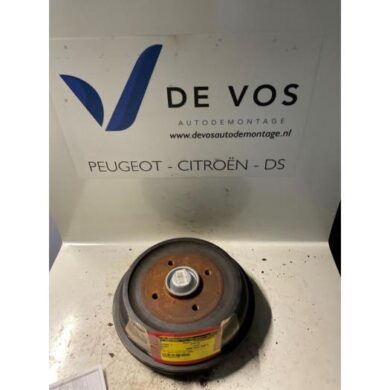 DE VOS
AUTODEMONTAGE
www.devosautodemontage.nl
PEUGEOT - CITROËN - DS